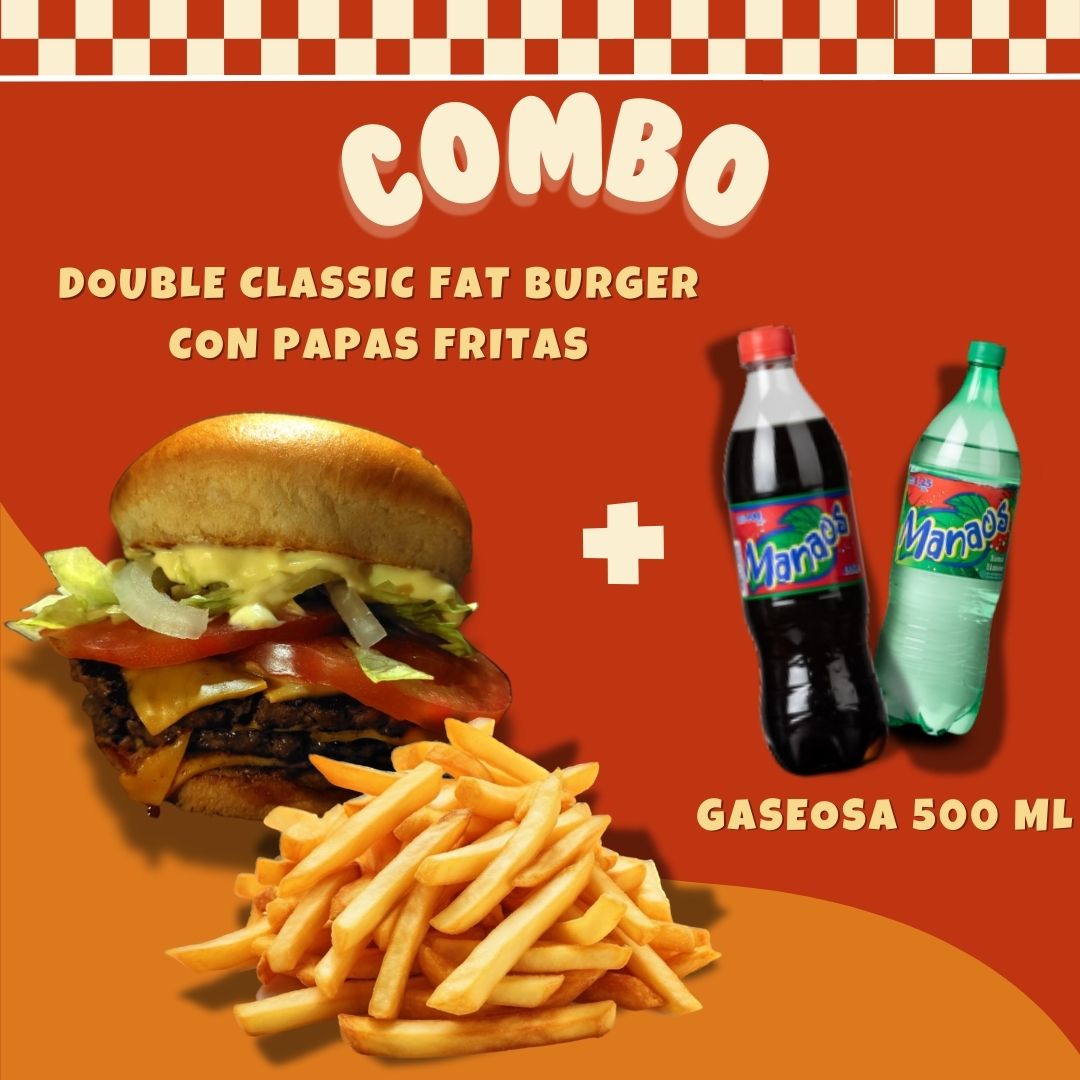 COMBO
DOUBLE CLASSIC FAT BURGER
CON PAPAS FRITAS
Manaos
Manaos
GASEOSA 500 ML